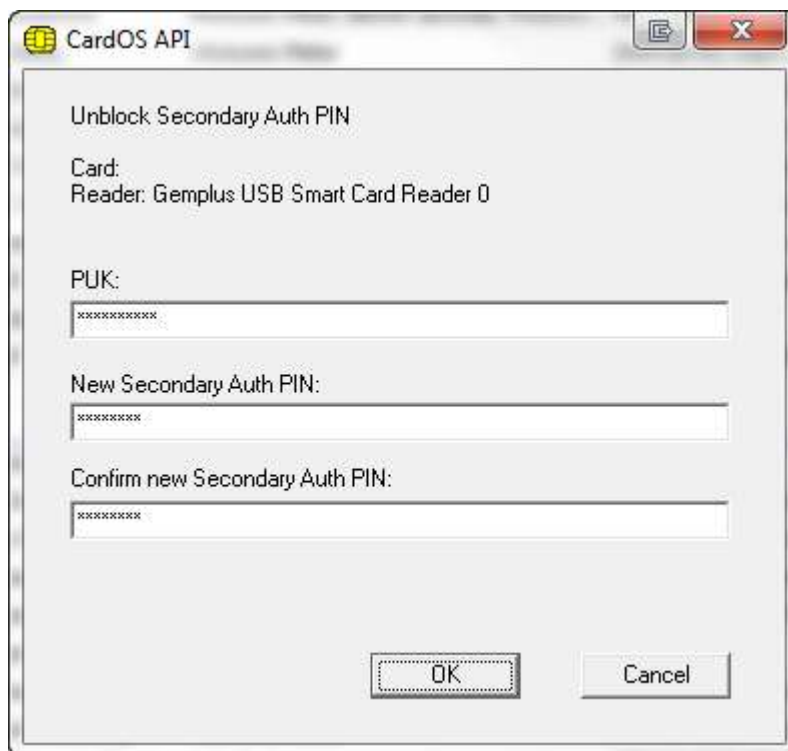 CardOS API
Unblock Secondary Auth PIN
Card:
Reader: Gemplus USB Smart Card Reader 0
PUK:
**********
New Secondary Auth PIN:
********
Confirm new Secondary Auth PIN:
********
OK
Cancel